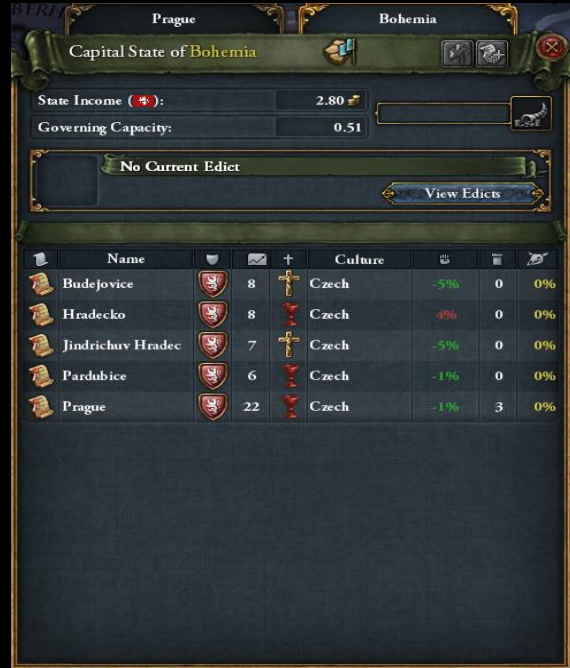 Prague Bohemia
Capital State of Bohemia
State Income ( ): 2.80
Governing Capacity: 0.51
No Current Edict
View Edicts
Name Culture
Budejovice 8 Czech -5% 0 0%
Hradecko 8 Czech 4% 0 0%
Jindrichuv Hradec 7 Czech -5% 0 0%
Pardubice 6 Czech -1% 0 0%
Prague 22 Czech -1% 3 0%